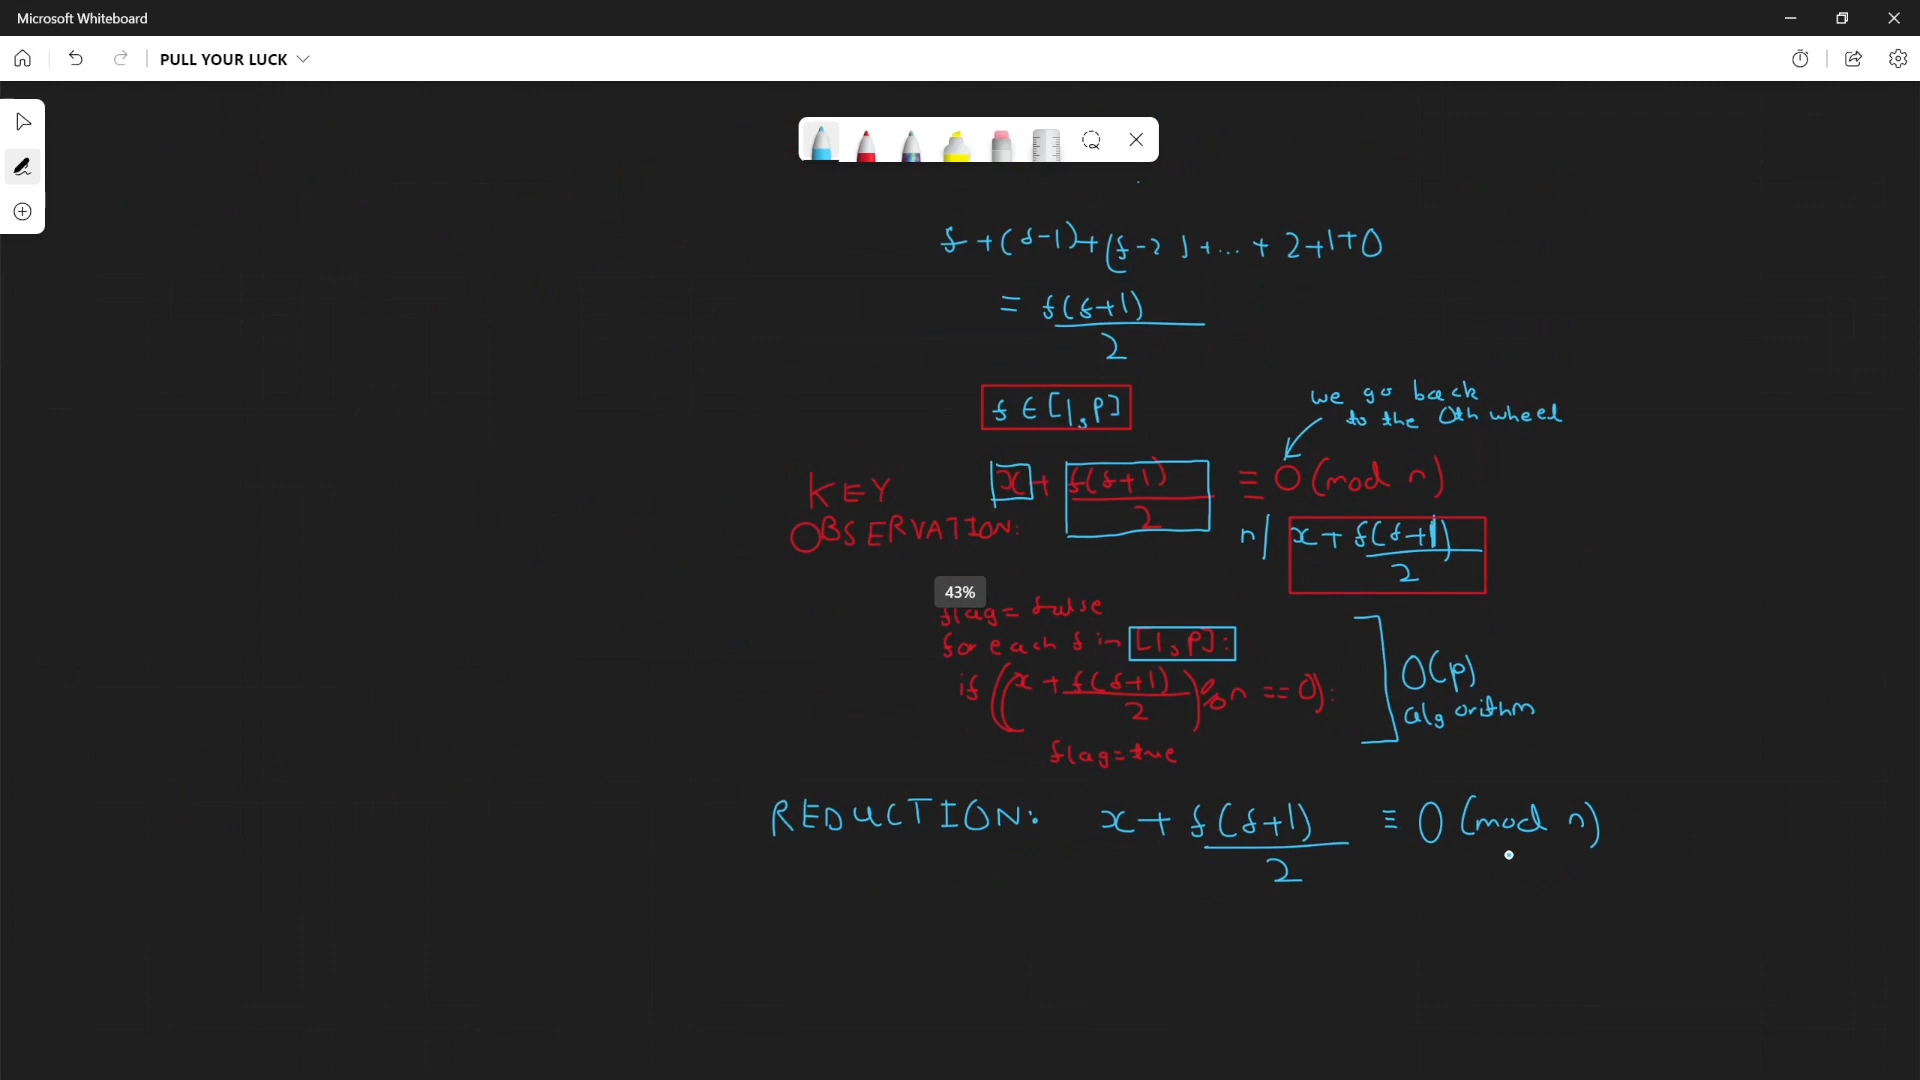 Microsoft Whiteboard
PULL YOUR LUCK
f + (f-1) + (f-2) + ... + 2+1+0
= f(f+1)
2
f ∈ [1,P]
we go back
to the 0th wheel
KEY
OBSERVATION:
x + f(f+1) ≡ 0 (mod n)
2
n | x + f(f+1)
2
43%
flag = false
for each f in [1,P]:
if ((x + f(f+1)) % n == 0):
2
flag = true
O(p)
algorithm
REDUCTION: x + f(f+1) ≡ 0 (mod n)
2